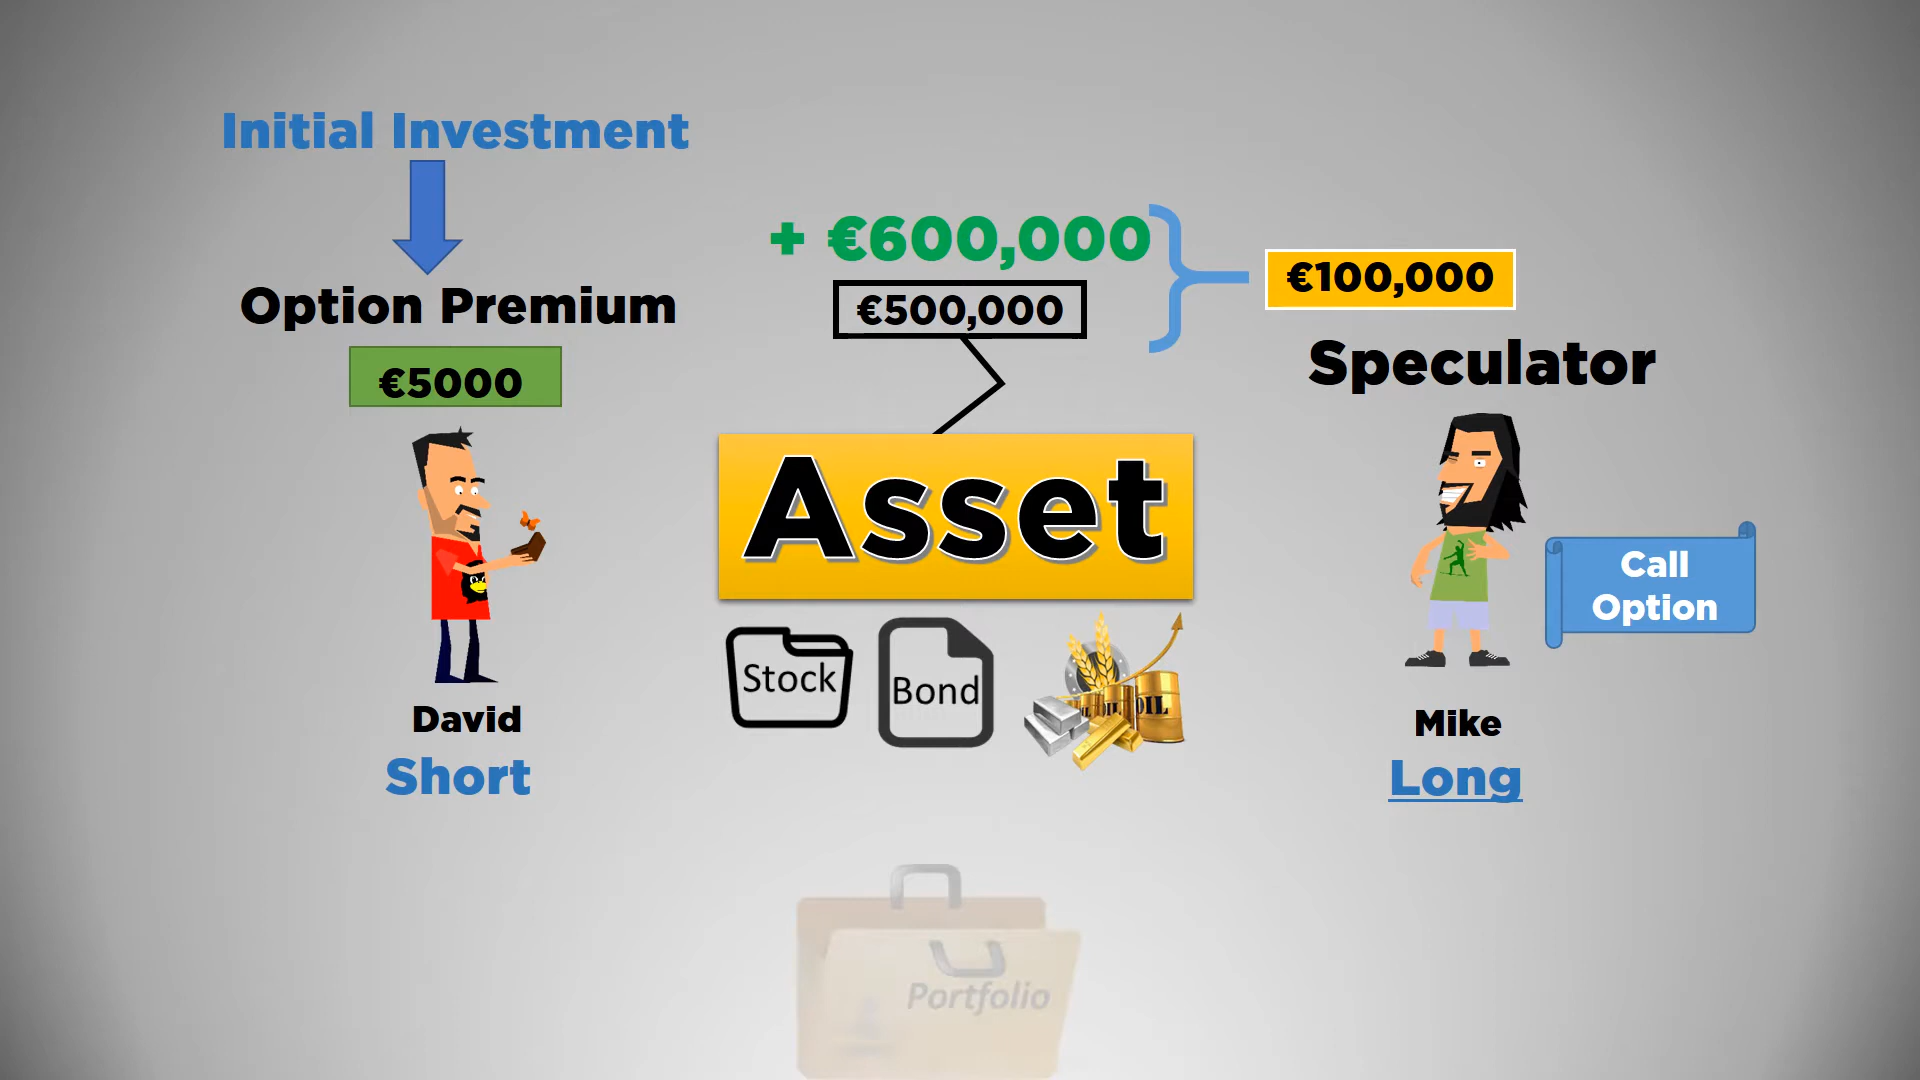 Initial Investment
Option Premium
€5000
David
Short
+ €600,000
€500,000
Asset
Stock
Bond
OIL
OIL
Portfolio
€100,000
Speculator
Call
Option
Mike
Long